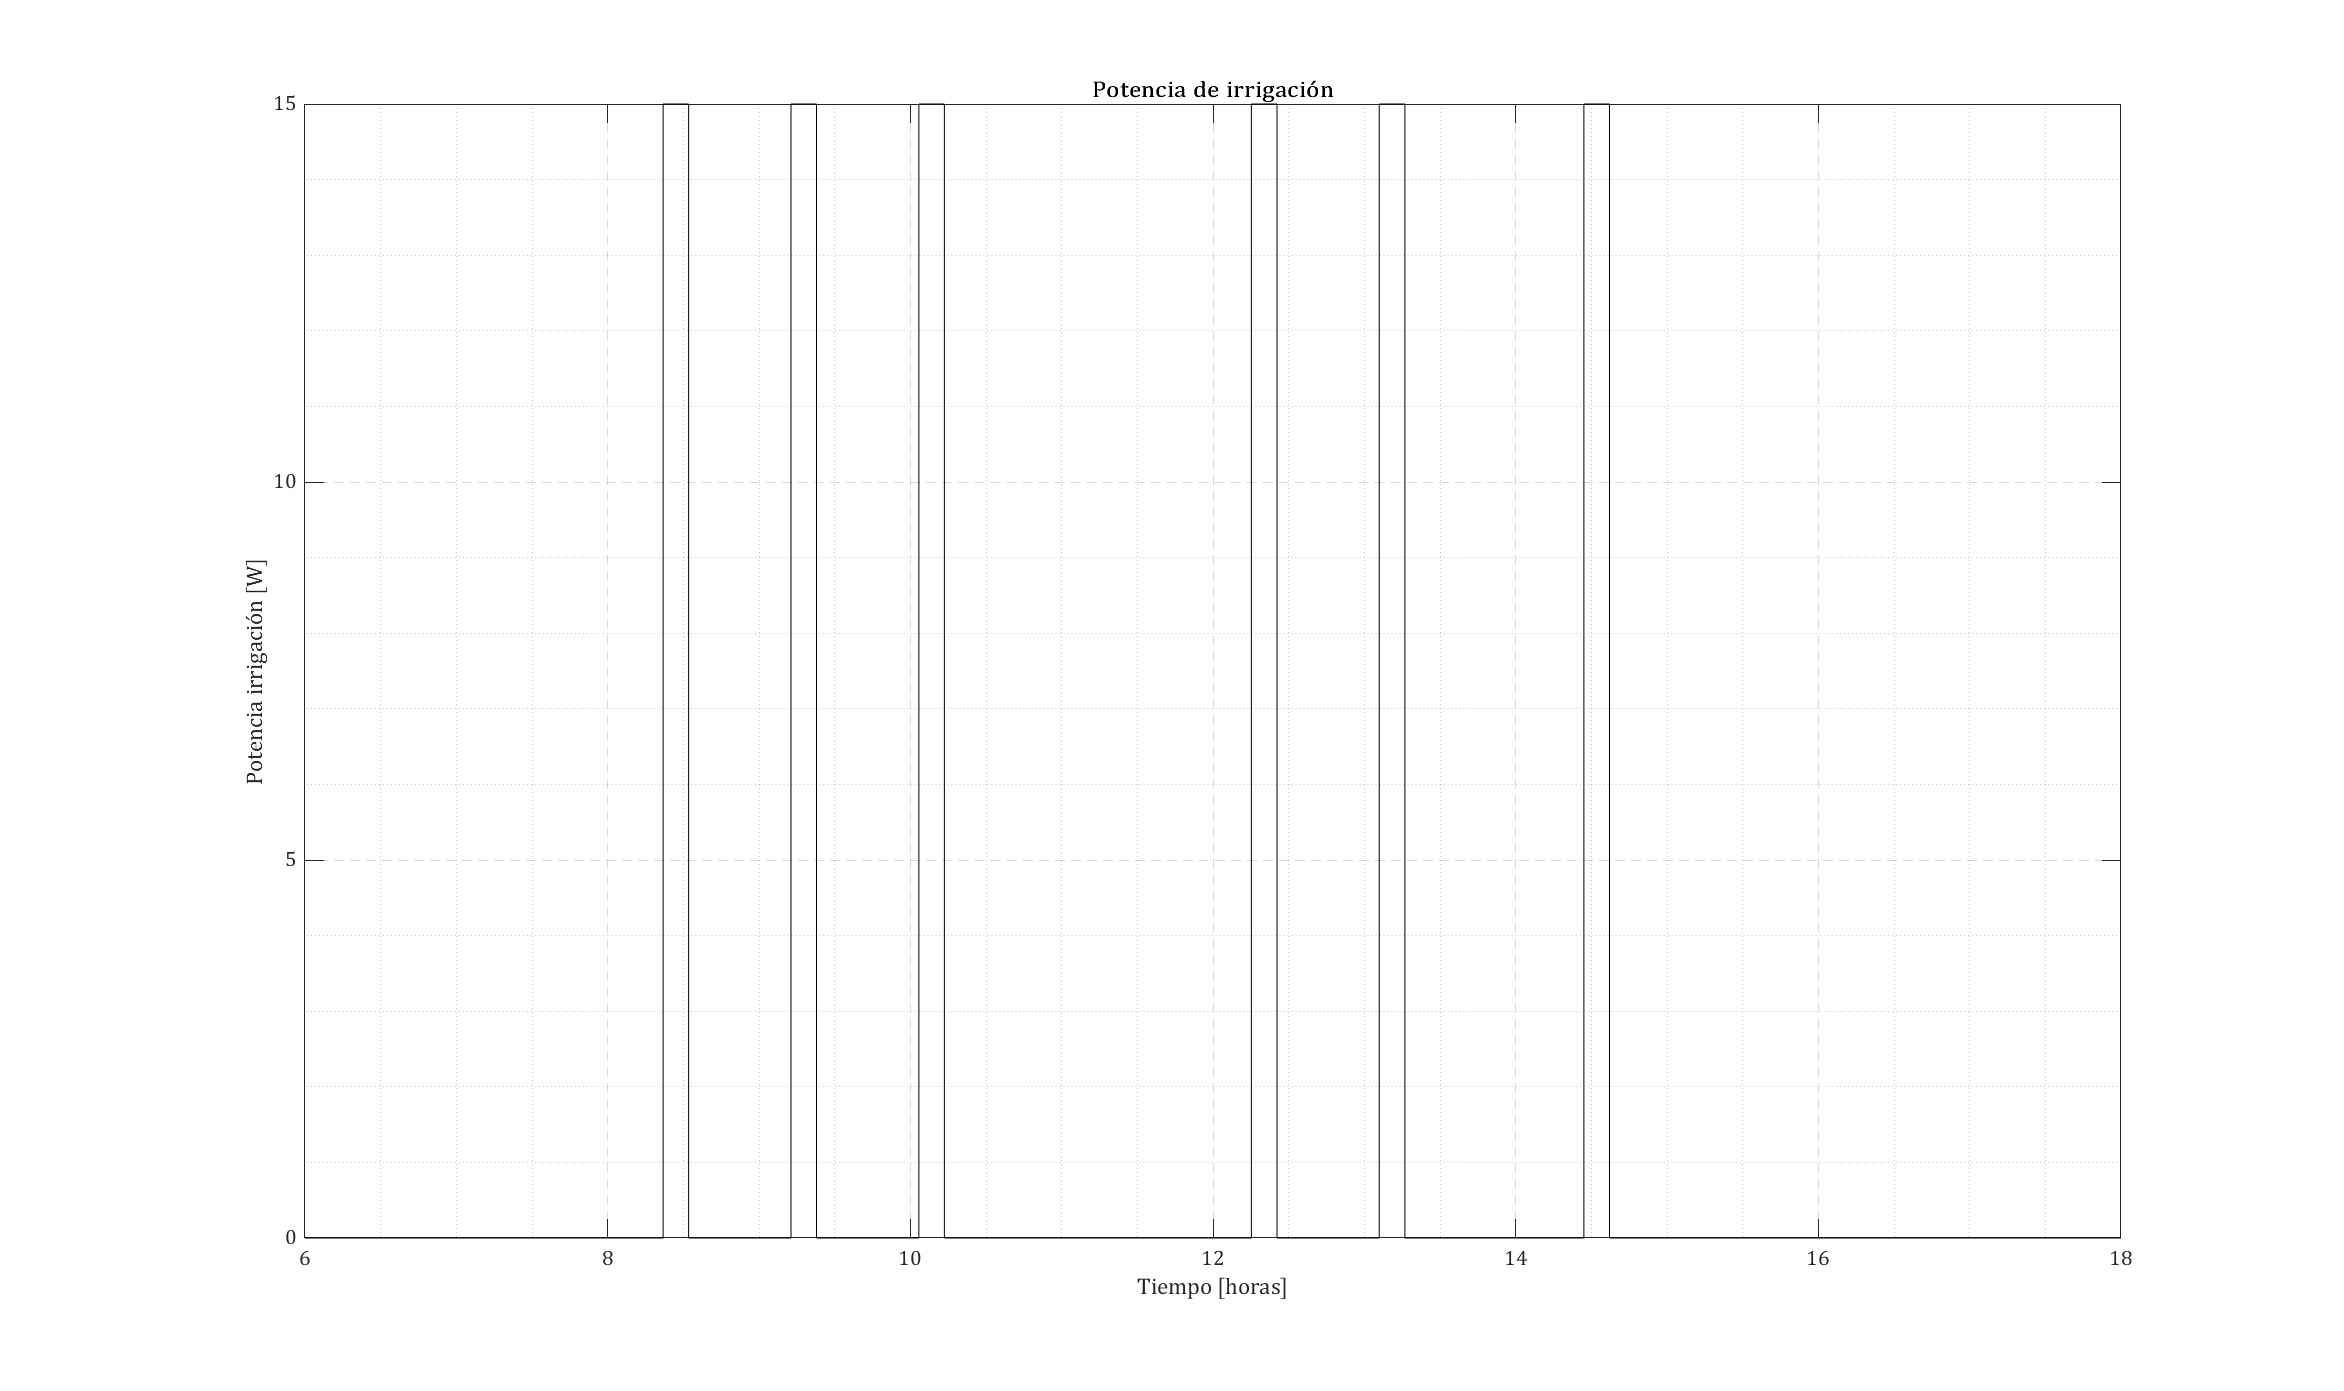 Potencia de irrigación
15
10
5
0
Potencia irrigación [W]
6 8 10 12 14 16 18
Tiempo [horas]